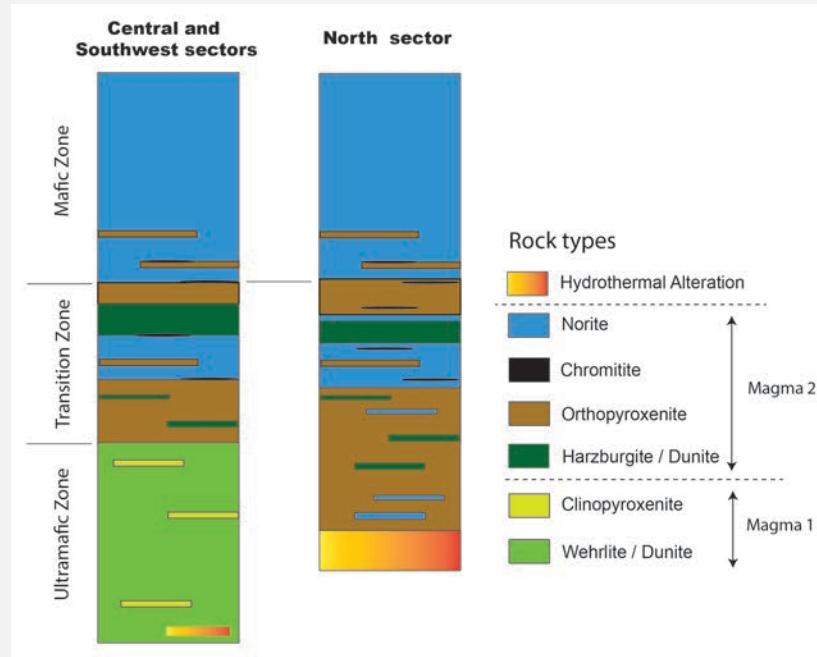 Central and
Southwest sectors
North sector
Mafic Zone
Transition Zone
Ultramafic Zone
Rock types
Hydrothermal Alteration
Norite
Chromitite
Orthopyroxenite
Harzburgite / Dunite
Magma 2
Clinopyroxenite
Wehrlite / Dunite
Magma 1